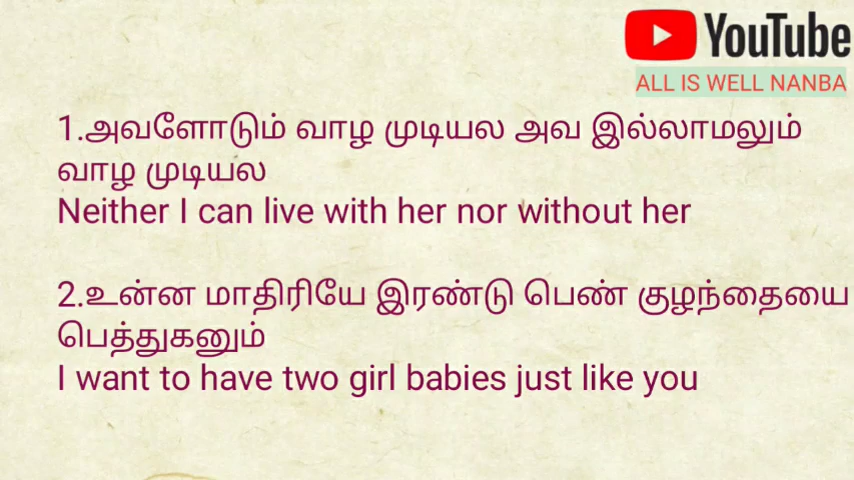 YouTube
ALL IS WELL NANBA
1.அவளோடும் வாழ முடியல அவ இல்லாமலும்
வாழ முடியல
Neither I can live with her nor without her
2.உன்ன மாதிரியே இரண்டு பெண் குழந்தையை
பெத்துகனும்
I want to have two girl babies just like you